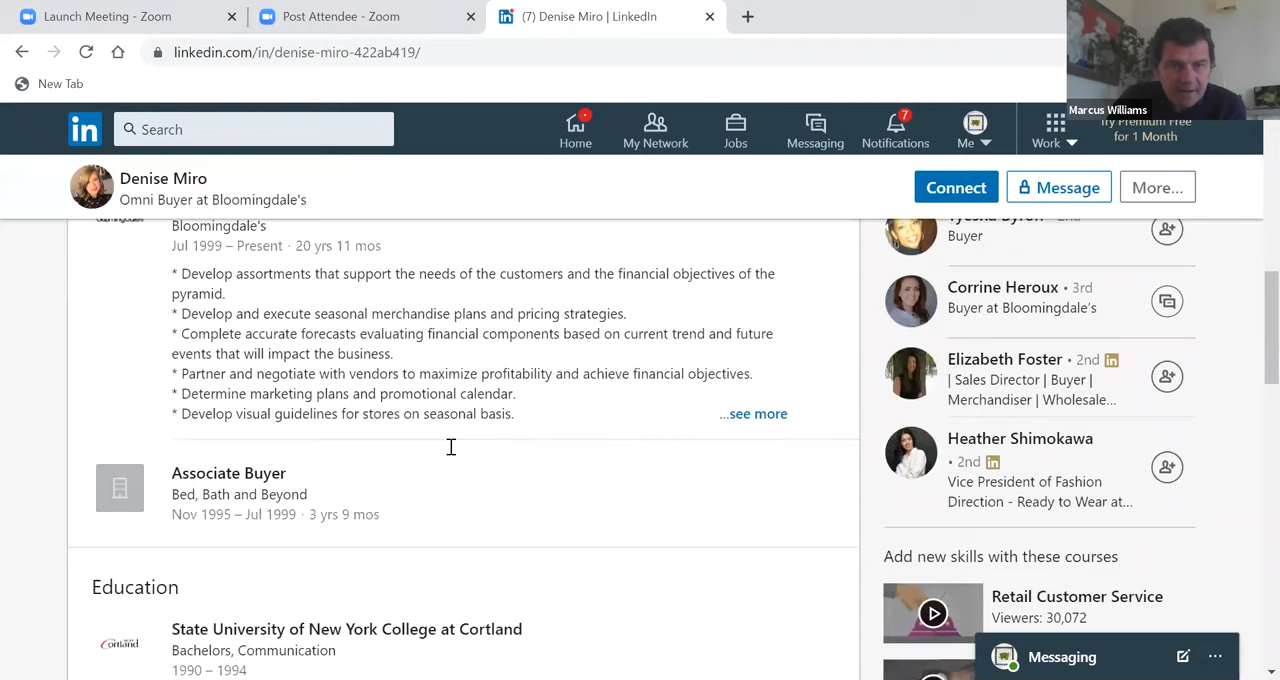 Launch Meeting - Zoom
Post Attendee - Zoom
(7) Denise Miro | LinkedIn
linkedin.com/in/denise-miro-422ab419/
New Tab
Marcus Williams
in
Search
Home
My Network
Jobs
Messaging
7
Notifications
Me
Work
Try Premium Free
for 1 Month
Denise Miro
Omni Buyer at Bloomingdale's
Connect
Message
More...
Bloomingdale's
Jul 1999 – Present · 20 yrs 11 mos
* Develop assortments that support the needs of the customers and the financial objectives of the
pyramid.
* Develop and execute seasonal merchandise plans and pricing strategies.
* Complete accurate forecasts evaluating financial components based on current trend and future
events that will impact the business.
* Partner and negotiate with vendors to maximize profitability and achieve financial objectives.
* Determine marketing plans and promotional calendar.
* Develop visual guidelines for stores on seasonal basis.
...see more
Associate Buyer
Bed, Bath and Beyond
Nov 1995 – Jul 1999 · 3 yrs 9 mos
Education
Cortland
State University of New York College at Cortland
Bachelors, Communication
1990 – 1994
Buyer
Corrine Heroux • 3rd
Buyer at Bloomingdale's
Elizabeth Foster • 2nd in
| Sales Director | Buyer |
Merchandiser | Wholesale...
Heather Shimokawa
• 2nd in
Vice President of Fashion
Direction - Ready to Wear at...
Add new skills with these courses
Retail Customer Service
Viewers: 30,072
Messaging